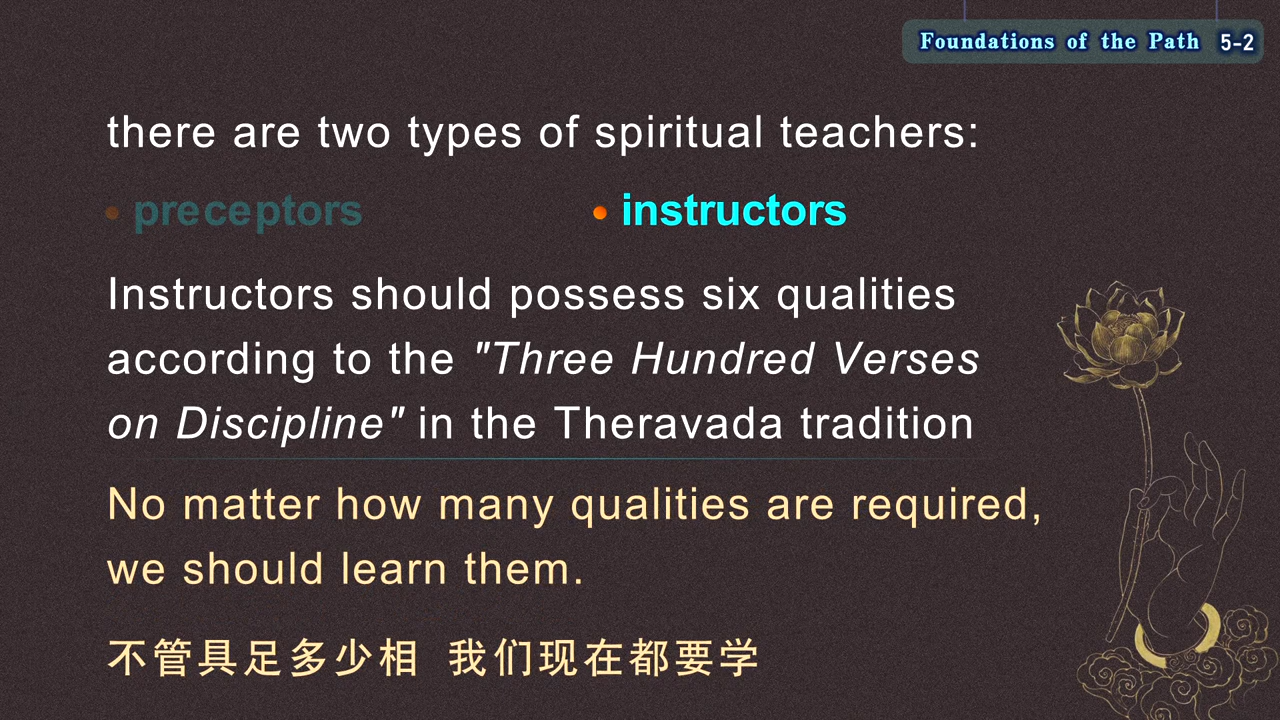 Foundations of the Path 5-2
there are two types of spiritual teachers:
• preceptors • instructors
Instructors should possess six qualities
according to the "Three Hundred Verses
on Discipline" in the Theravada tradition
No matter how many qualities are required,
we should learn them.
不管具足多少相 我们现在都要学